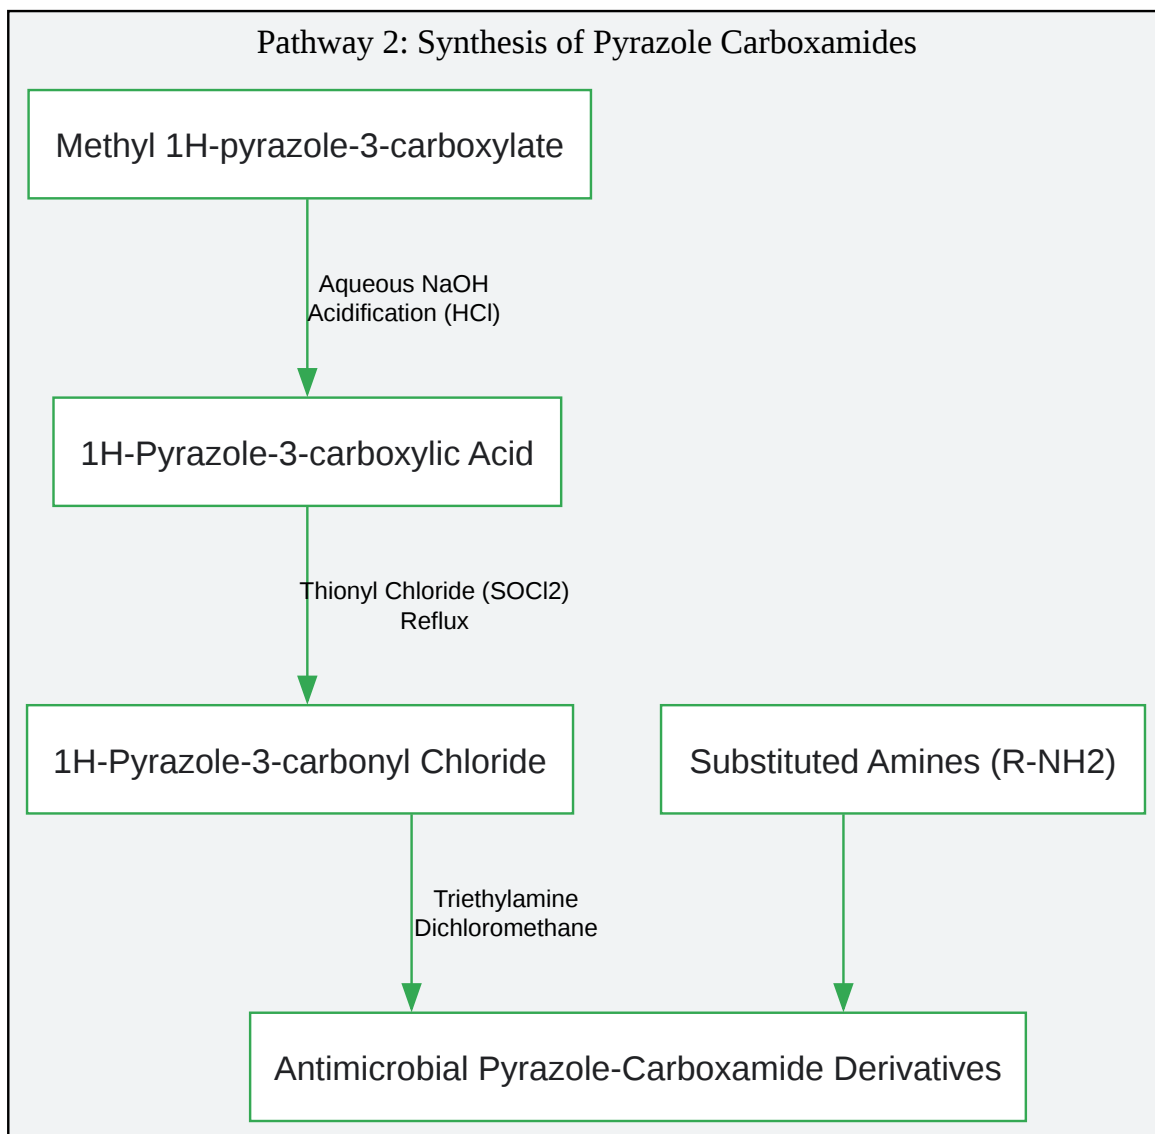 Pathway 2: Synthesis of Pyrazole Carboxamides
Methyl 1H-pyrazole-3-carboxylate
Aqueous NaOH
Acidification (HCl)
1H-Pyrazole-3-carboxylic Acid
Thionyl Chloride (SOCl2)
Reflux
1H-Pyrazole-3-carbonyl Chloride
Substituted Amines (R-NH2)
Triethylamine
Dichloromethane
Antimicrobial Pyrazole-Carboxamide Derivatives